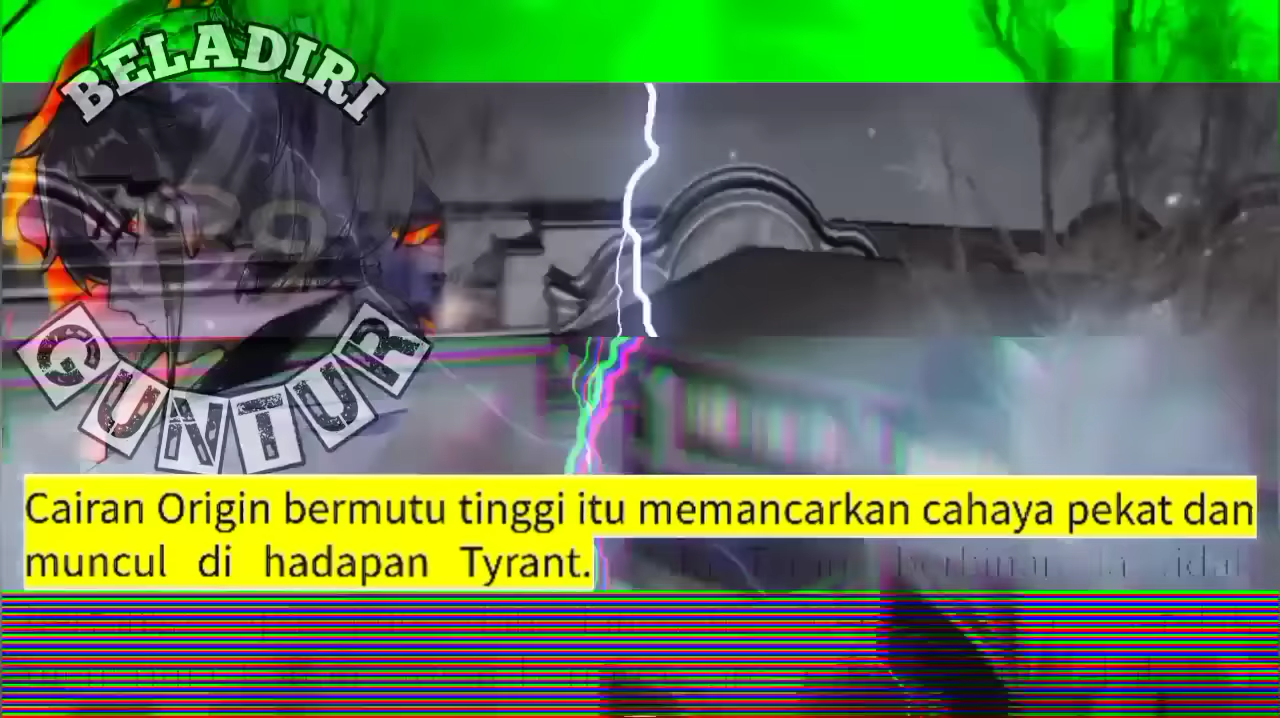 BELADIRI
GUNTUR
Cairan Origin bermutu tinggi itu memancarkan cahaya pekat dan
muncul di hadapan Tyrant.